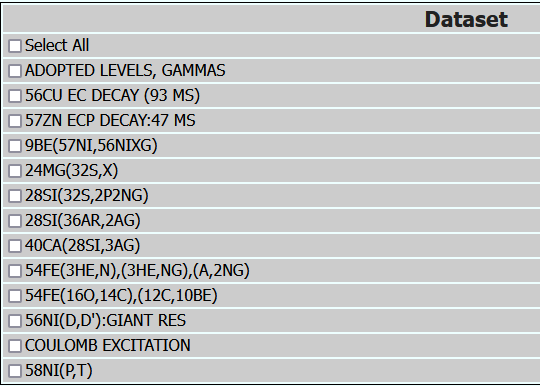 Dataset
Select All
ADOPTED LEVELS, GAMMAS
56CU EC DECAY (93 MS)
57ZN ECP DECAY:47 MS
9BE(57NI,56NIXG)
24MG(32S,X)
28SI(32S,2P2NG)
28SI(36AR,2AG)
40CA(28SI,3AG)
54FE(3HE,N),(3HE,NG),(A,2NG)
54FE(16O,14C),(12C,10BE)
56NI(D,D'):GIANT RES
COULOMB EXCITATION
58NI(P,T)